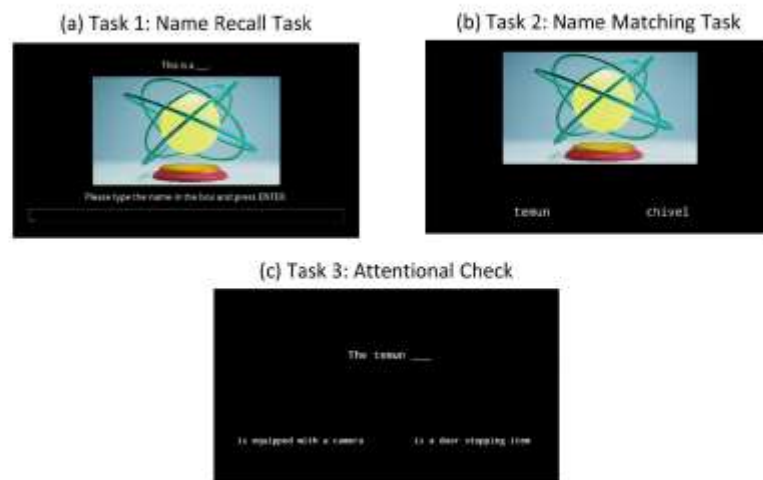 (a) Task 1: Name Recall Task
This is a ___.
Please type the name in the box and press ENTER
(b) Task 2: Name Matching Task
temun chivel
(c) Task 3: Attentional Check
The temun ___
is equipped with a camera is a door stopping item